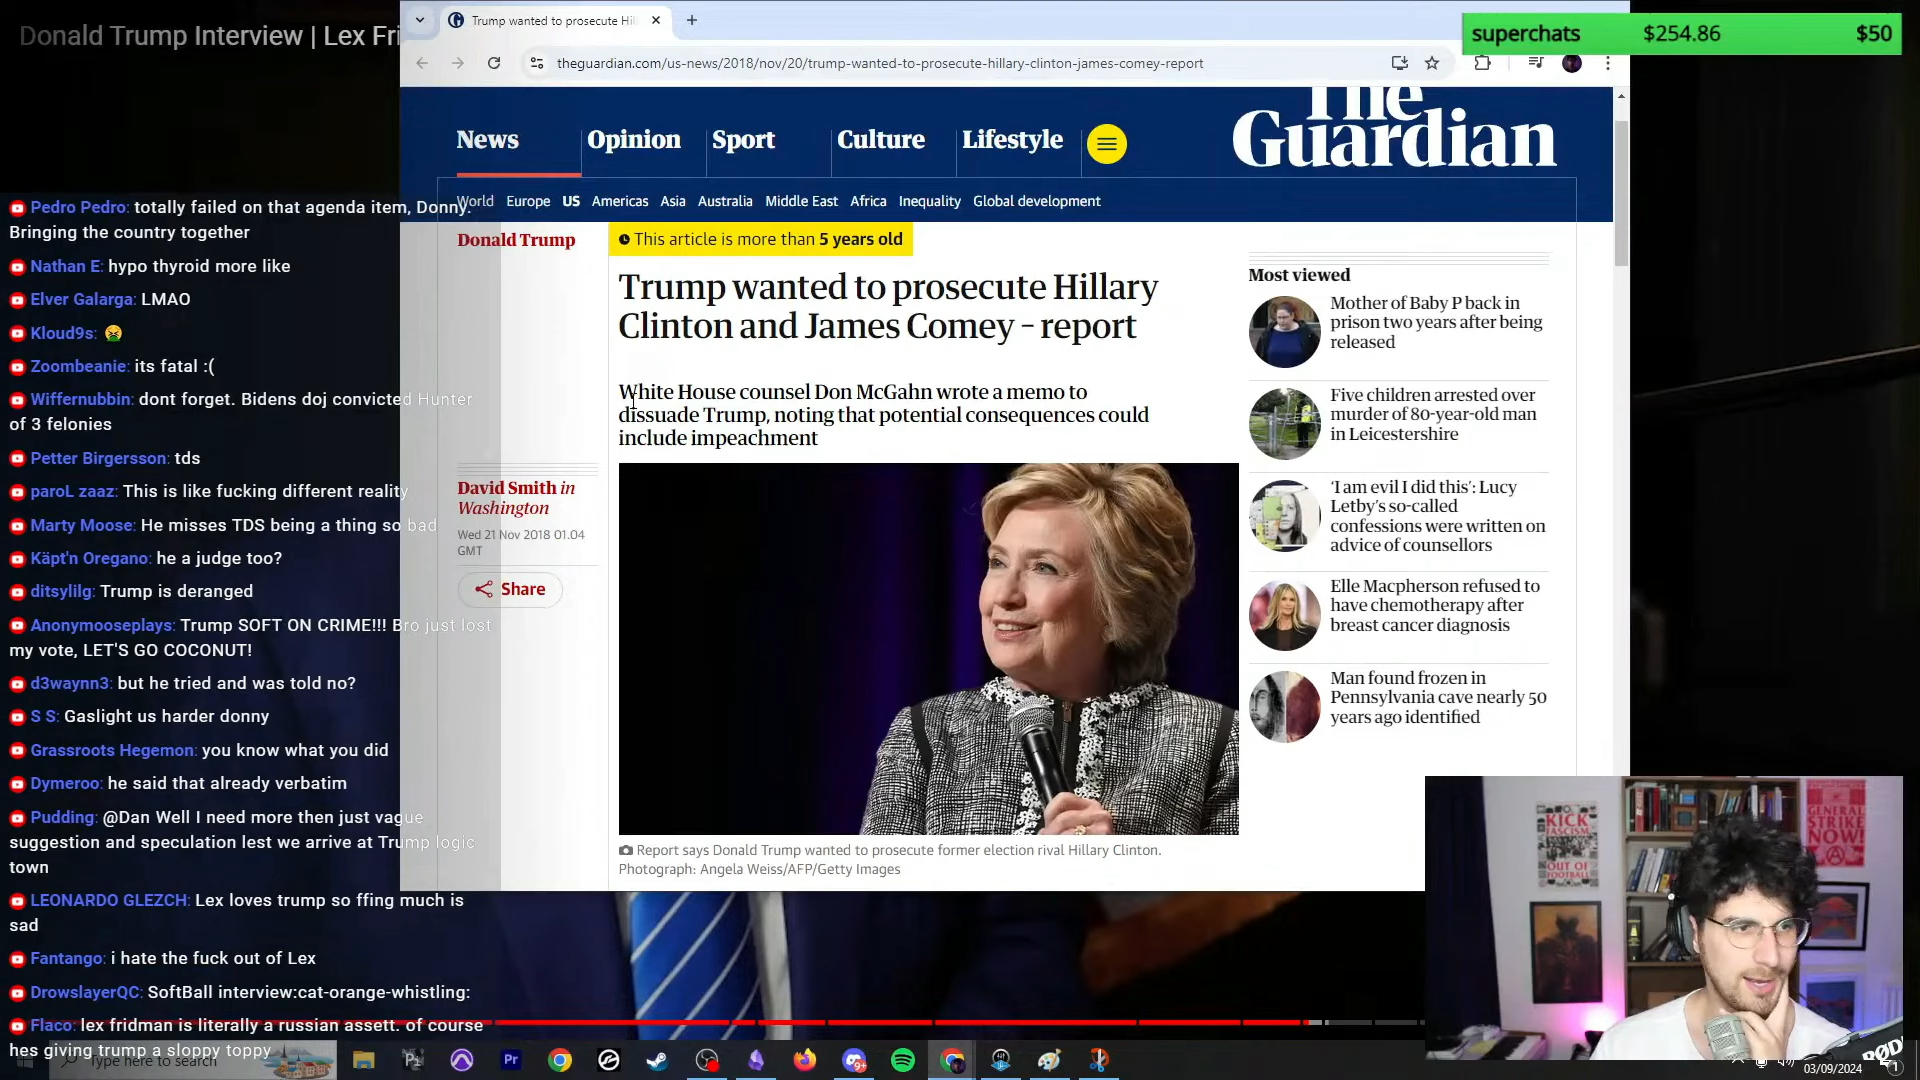 Donald Trump Interview | Lex Fri
Trump wanted to prosecute Hil
superchats $254.86 $50
theguardian.com/us-news/2018/nov/20/trump-wanted-to-prosecute-hillary-clinton-james-comey-report
The
Guardian
News Opinion Sport Culture Lifestyle
World Europe US Americas Asia Australia Middle East Africa Inequality Global development
Donald Trump
This article is more than 5 years old
Trump wanted to prosecute Hillary
Clinton and James Comey – report
White House counsel Don McGahn wrote a memo to
dissuade Trump, noting that potential consequences could
include impeachment
David Smith in
Washington
Wed 21 Nov 2018 01.04
GMT
Share
Report says Donald Trump wanted to prosecute former election rival Hillary Clinton.
Photograph: Angela Weiss/AFP/Getty Images
Most viewed
Mother of Baby P back in
prison two years after being
released
Five children arrested over
murder of 80-year-old man
in Leicestershire
‘I am evil I did this’: Lucy
Letby’s so-called
confessions were written on
advice of counsellors
Elle Macpherson refused to
have chemotherapy after
breast cancer diagnosis
Man found frozen in
Pennsylvania cave nearly 50
years ago identified
Pedro Pedro: totally failed on that agenda item, Donny.
Bringing the country together
Nathan E: hypo thyroid more like
Elver Galarga: LMAO
Kloud9s: 🤮
Zoombeanie: its fatal :(
Wiffernubbin: dont forget. Bidens doj convicted Hunter
of 3 felonies
Petter Birgersson: tds
paroL zaaz: This is like fucking different reality
Marty Moose: He misses TDS being a thing so bad
Käpt'n Oregano: he a judge too?
ditsylilg: Trump is deranged
Anonymooseplays: Trump SOFT ON CRIME!!! Bro just lost
my vote, LET'S GO COCONUT!
d3waynn3: but he tried and was told no?
S S: Gaslight us harder donny
Grassroots Hegemon: you know what you did
Dymeroo: he said that already verbatim
Pudding: @Dan Well I need more then just vague
suggestion and speculation lest we arrive at Trump logic
town
LEONARDO GLEZCH: Lex loves trump so ffing much is
sad
Fantango: i hate the fuck out of Lex
DrowslayerQC: SoftBall interview:cat-orange-whistling:
Flaco: lex fridman is literally a russian assett. of course
hes giving trump a sloppy toppy
Type here to search
Pr
9+
03/09/2024
1
KICK
FASCISM
OUT OF
FOOTBALL
GENERAL
STRIKE
NOW!
RØD